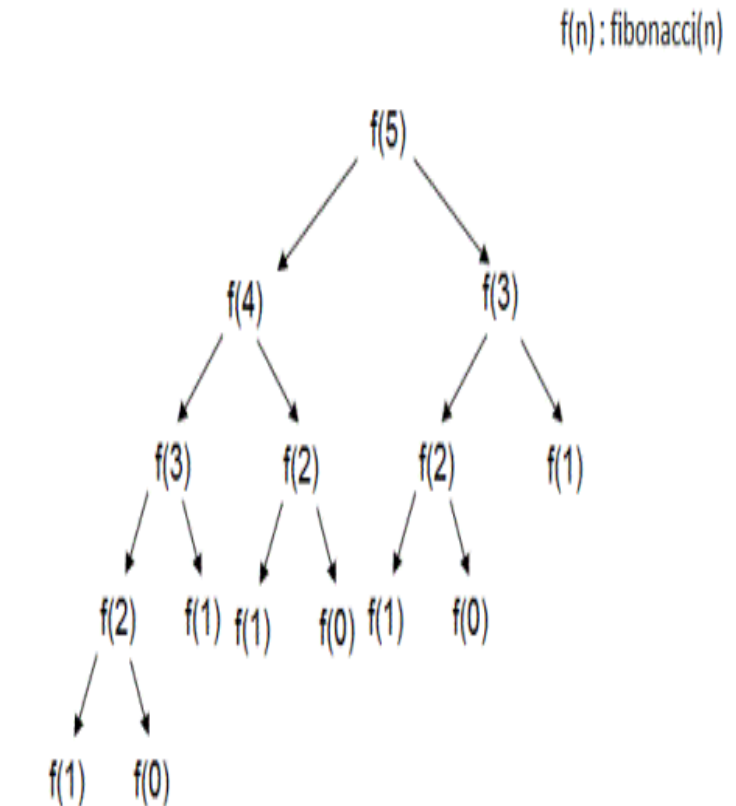 f(n) : fibonacci(n)
f(5)
f(4) f(3)
f(3) f(2) f(2) f(1)
f(2) f(1) f(1) f(0) f(1) f(0)
f(1) f(0)